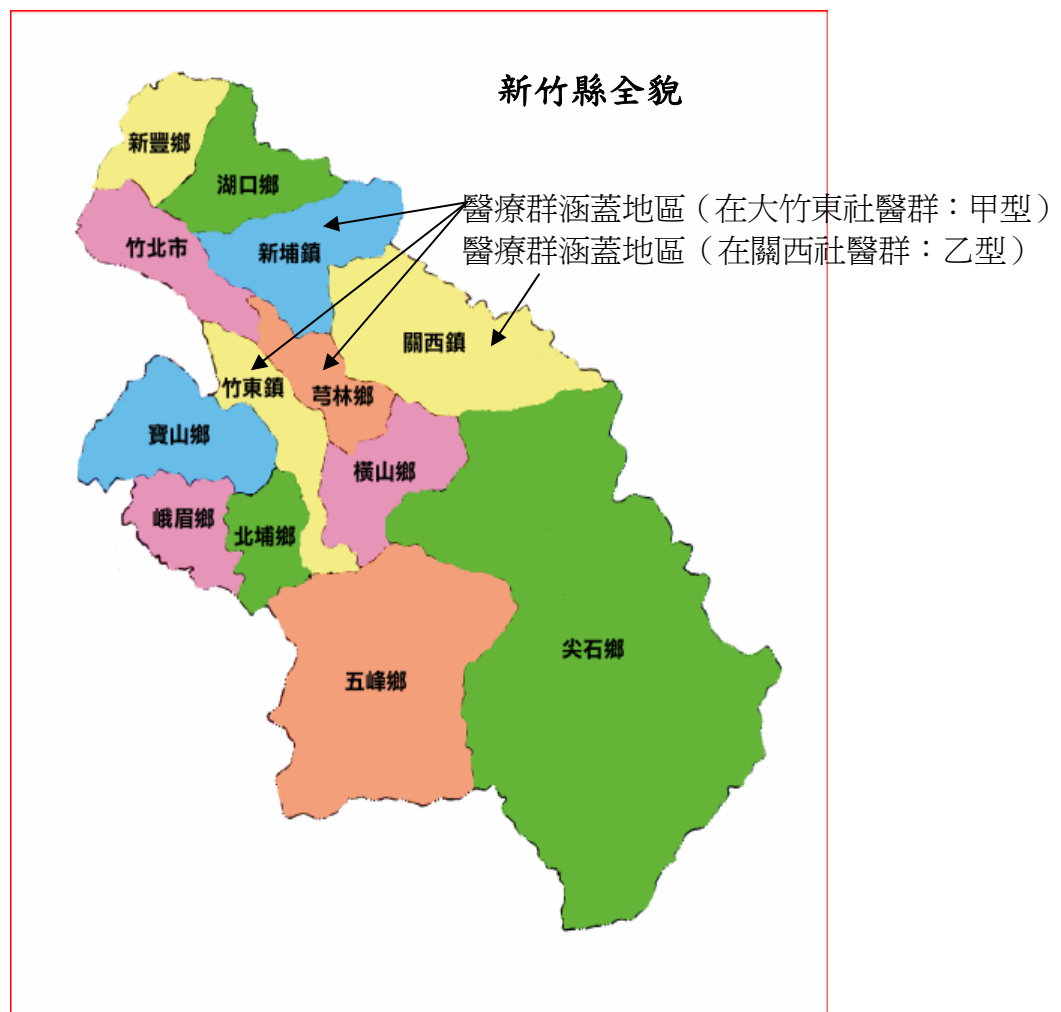 新竹縣全貌
新豐鄉
湖口鄉
醫療群涵蓋地區（在大竹東社醫群：甲型）
竹北市
新埔鎮
醫療群涵蓋地區（在關西社醫群：乙型）
關西鎮
竹東鎮
芎林鄉
寶山鄉
橫山鄉
峨眉鄉
北埔鄉
尖石鄉
五峰鄉